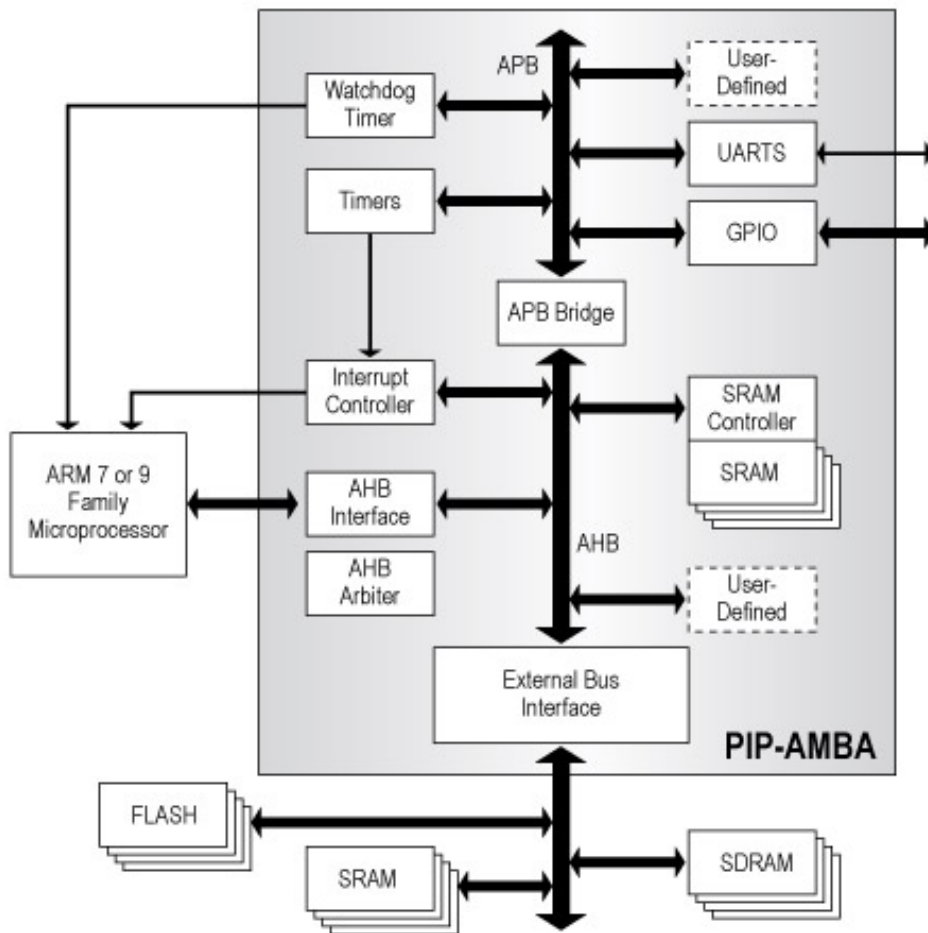 APB
User-
Defined
Watchdog
Timer
UARTS
Timers
GPIO
APB Bridge
Interrupt
Controller
SRAM
Controller
SRAM
ARM 7 or 9
Family
Microprocessor
AHB
Interface
AHB
AHB
Arbiter
User-
Defined
External Bus
Interface
PIP-AMBA
FLASH
SRAM
SDRAM